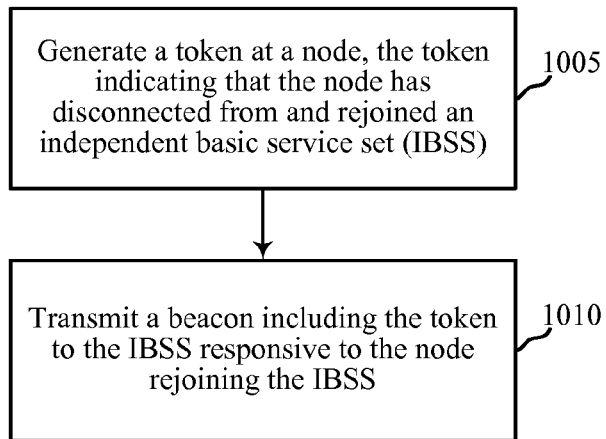 Generate a token at a node, the token
indicating that the node has
disconnected from and rejoined an
independent basic service set (IBSS)
1005
Transmit a beacon including the token
to the IBSS responsive to the node
rejoining the IBSS
1010